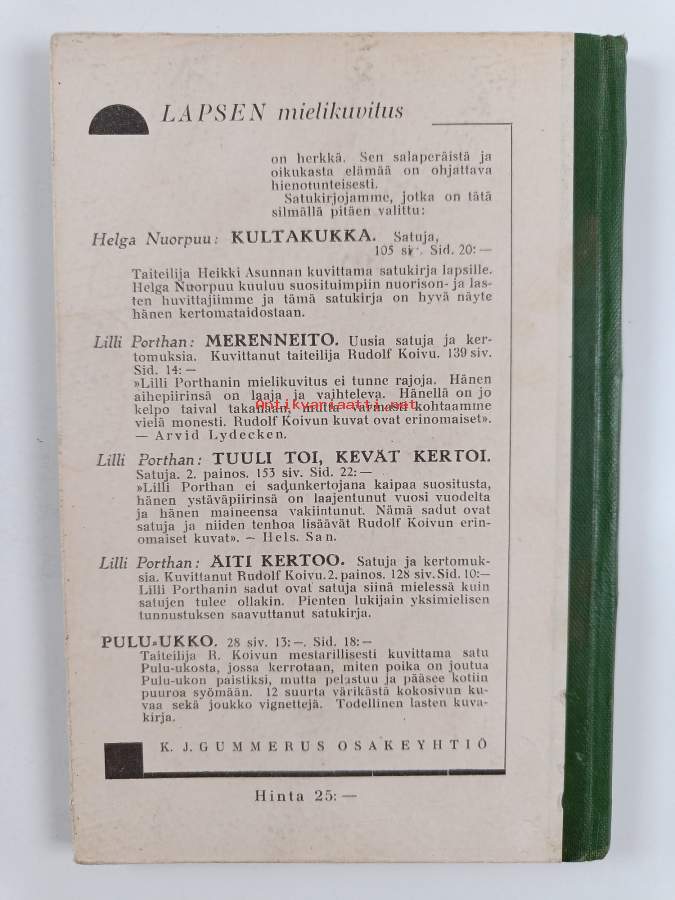 LAPSEN mielikuvitus
on herkkä. Sen salaperäistä ja
oikukasta elämää on ohjattava
hienotunteisesti.
Satukirjojamme, jotka on tätä
silmällä pitäen valittu:
Helga Nuorpuu: KULTAKUKKA. Satuja,
105 siv. Sid. 20: —
Taiteilija Heikki Asunnan kuvittama satukirja lapsille.
Helga Nuorpuu kuuluu suosituimpiin nuorison- ja las-
ten huvittajiimme ja tämä satukirja on hyvä näyte
hänen kertomataidostaan.
Lilli Porthan: MERENNEITO. Uusia satuja ja ker-
tomuksia. Kuvittanut taiteilija Rudolf Koivu. 139 siv.
Sid. 14: —
»Lilli Porthanin mielikuvitus ei tunne rajoja. Hänen
aihepiirinsä on laaja ja vaihteleva. Hänellä on jo
kelpo taival takanaan, mutta varmasti kohtaamme
Antikvariaatti.net
vielä monesti. Rudolf Koivun kuvat ovat erinomaiset».
— Arvid Lydecken.
Lilli Porthan: TUULI TOI, KEVÄT KERTOI.
Satuja. 2. painos. 153 siv. Sid. 22: —
»Lilli Porthan ei sadunkertojana kaipaa suositusta,
hänen ystäväpiirinsä on laajentunut vuosi vuodelta
ja hänen maineensa vakiintunut. Nämä sadut ovat
satuja ja niiden tenhoa lisäävät Rudolf Koivun erin-
omaiset kuvat». — Hels. San.
Lilli Porthan: ÄITI KERTOO. Satuja ja kertomuk-
sia. Kuvittanut Rudolf Koivu. 2. painos. 128 siv. Sid. 10: —
Lilli Porthanin sadut ovat satuja siinä mielessä kuin
satujen tulee ollakin. Pienten lukijain yksimielisen
tunnustuksen saavuttanut satukirja.
PULU-UKKO. 28 siv. 13: —. Sid. 18: —
Taiteilija R. Koivun mestarillisesti kuvittama satu
Pulu-ukosta, jossa kerrotaan, miten poika on joutua
Pulu-ukon paistiksi, mutta pelastuu ja pääsee kotiin
puuroa syömään. 12 suurta värikästä kokosivun ku-
vaa sekä joukko vignettejä. Todellinen lasten kuva-
kirja.
K. J. GUMMERUS OSAKEYHTIÖ
Hinta 25: —